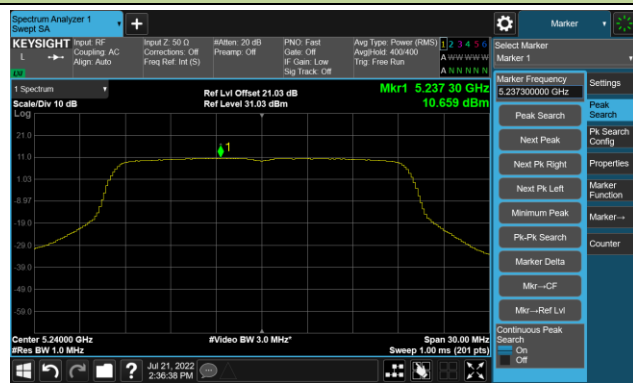 Spectrum Analyzer 1
Swept SA
Marker
KEYSIGHT
L
Input: RF
Coupling: AC
Align: Auto
Input Z: 50 Ω
Corrections: Off
Freq Ref: Int (S)
#Atten: 20 dB
Preamp: Off
PNO: Fast
Gate: Off
IF Gain: Low
Sig Track: Off
Avg Type: Power (RMS)
Avg|Hold: 400/400
Trig: Free Run
1 2 3 4 5 6
A W W W W W
A N N N N N
Select Marker
Marker 1
1 Spectrum
Scale/Div 10 dB
Log
Ref Lvl Offset 21.03 dB
Ref Level 31.03 dBm
Mkr1 5.237 30 GHz
10.659 dBm
21.0
11.0
1.03
-8.97
-19.0
-29.0
-39.0
-49.0
-59.0
1
Center 5.24000 GHz
#Res BW 1.0 MHz
#Video BW 3.0 MHz*
Span 30.00 MHz
Sweep 1.00 ms (201 pts)
Marker Frequency
5.237300000 GHz
Peak Search
Next Peak
Next Pk Right
Next Pk Left
Minimum Peak
Pk-Pk Search
Marker Delta
Mkr→CF
Mkr→Ref Lvl
Continuous Peak
Search
On
Off
Settings
Peak
Search
Pk Search
Config
Properties
Marker
Function
Marker→
Counter
?
Jul 21, 2022
2:36:38 PM